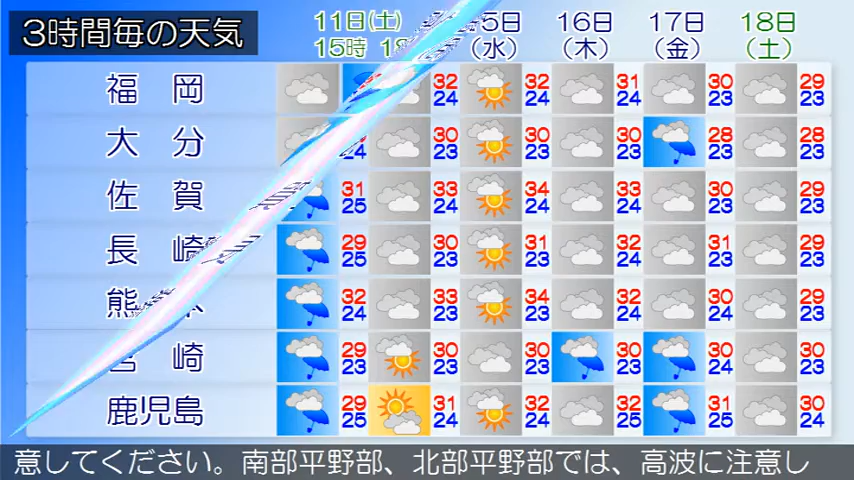 3時間毎の天気
11日(土) 5日 16日 17日 18日
15時 18 (水) (木) (金) (土)
福岡 32 32 31 30 29
24 24 24 23 23
大分 30 30 30 28 28
24 23 23 23 23 23
佐賀 31 33 34 33 30 29
25 24 24 24 23 23
長崎 29 30 31 32 31 29
25 23 23 24 23 23
熊本 32 33 34 32 30 29
24 23 23 24 24 23
宮崎 29 30 30 30 30 30
23 23 23 23 24 23
鹿児島 29 31 32 32 31 30
25 24 24 25 25 24
意してください。南部平野部、北部平野部では、高波に注意し